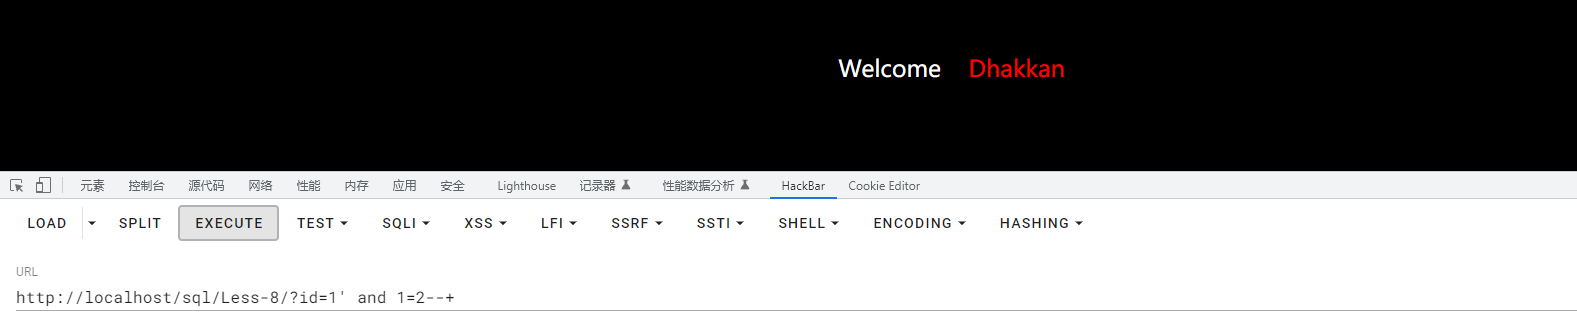 Welcome Dhakkan
元素 控制台 源代码 网络 性能 内存 应用 安全 Lighthouse 记录器 性能数据分析 HackBar Cookie Editor
LOAD SPLIT EXECUTE TEST SQLI XSS LFI SSRF SSTI SHELL ENCODING HASHING
URL
http://localhost/sql/Less-8/?id=1' and 1=2--+